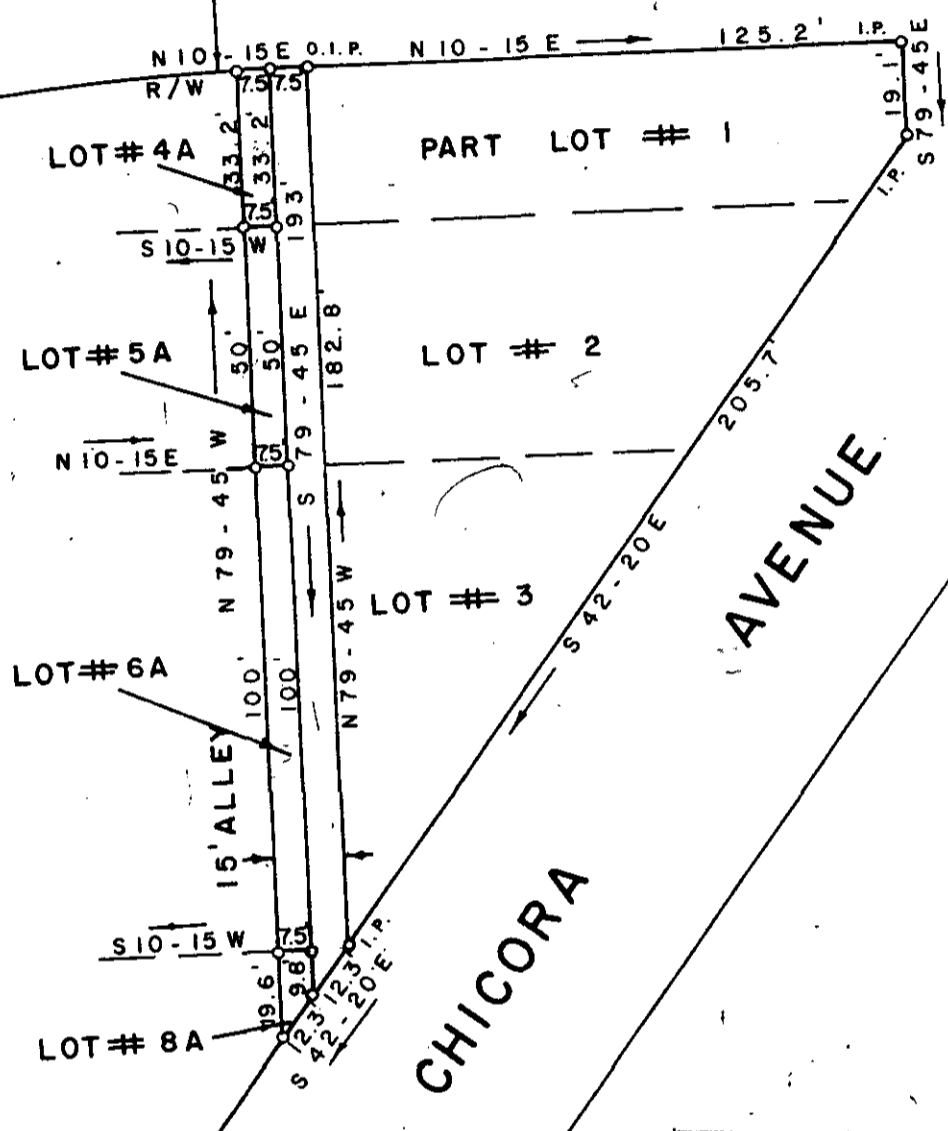 N 10 - 15 E O.I.P. N 10 - 15 E 125.2' I.P.
R/W 7.5' 7.5'
S 79-45 E
19.1'
LOT # 4A
33.2'
33.2'
PART LOT # 1
I.P.
7.5'
S 10-15 W
193'
S 79-45 E
182.8'
LOT # 5A
50'
50'
LOT # 2
205.7'
7.5'
N 10-15 E
N 79-45 W
N 79-45 W
LOT # 3
S 42-20 E
AVENUE
LOT # 6A
100'
100'
15' ALLEY
S 10-15 W
7.5'
I.P.
19.6'
9.8'
12.3'
12.3'
S 42-20 E
LOT # 8A
CHICORA